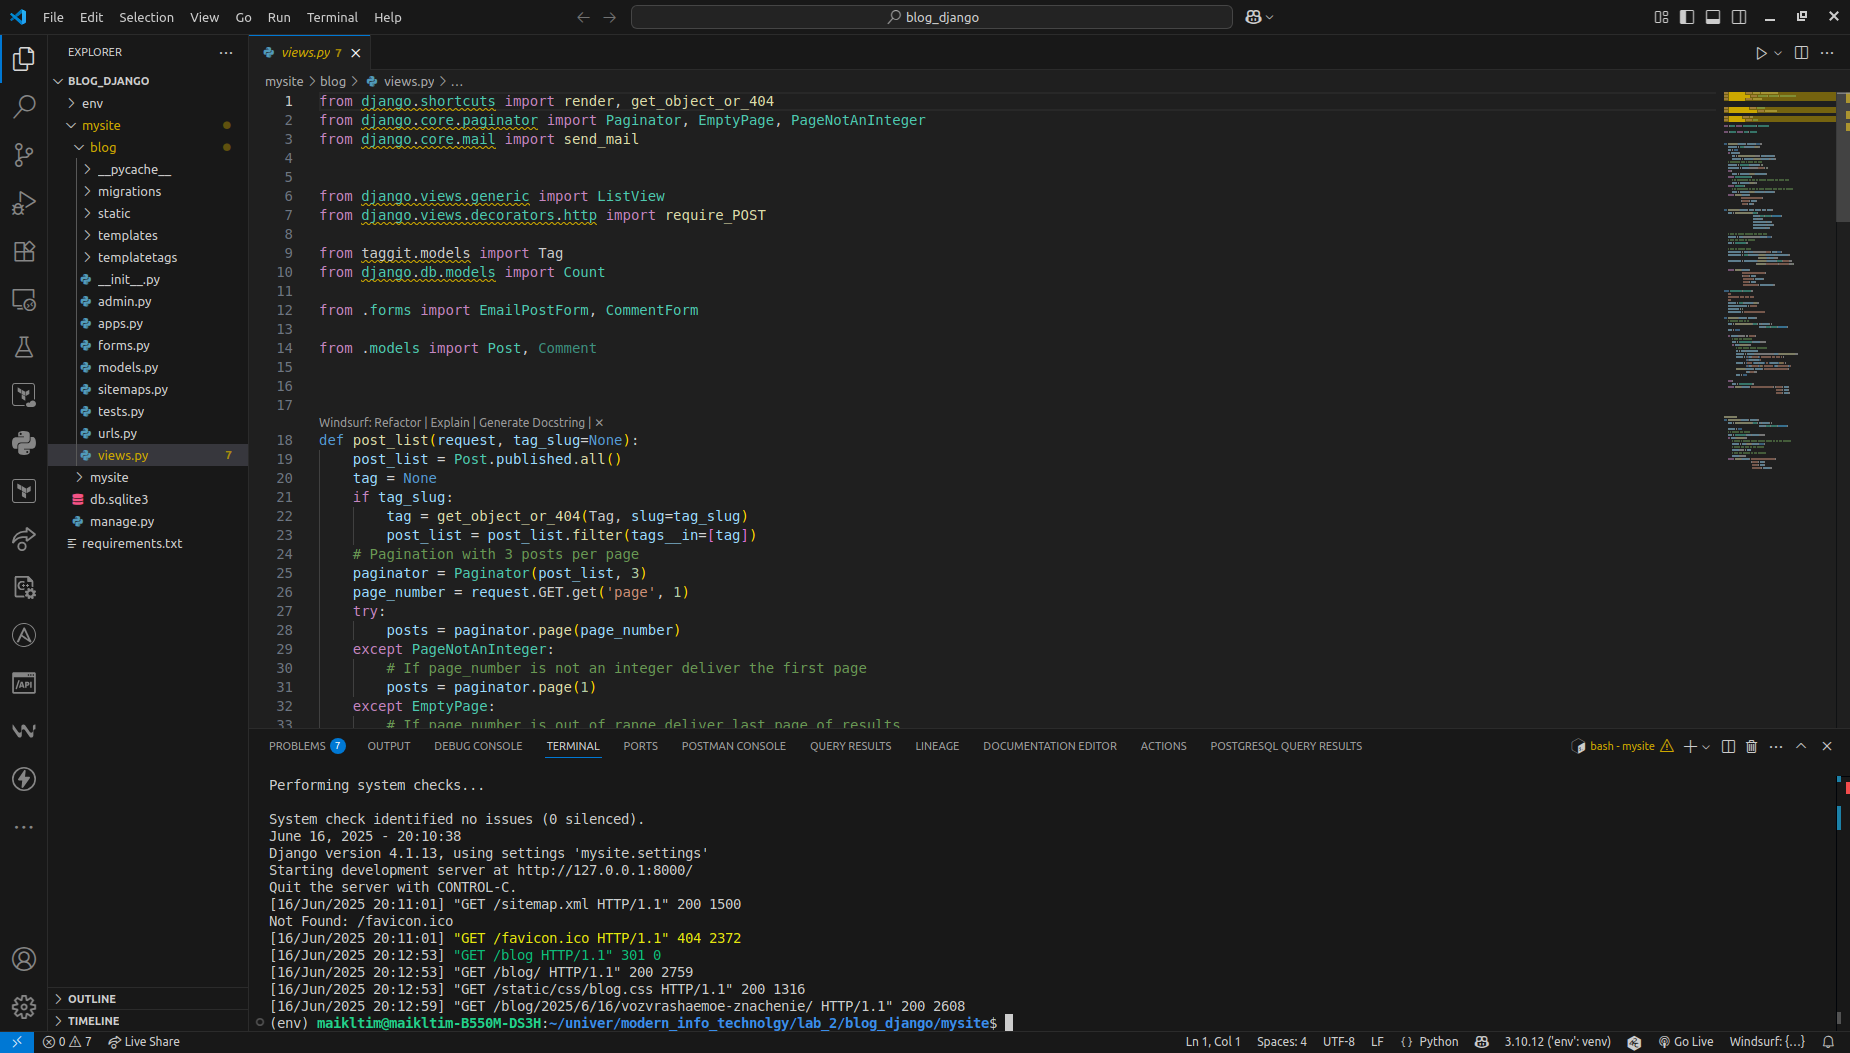 File Edit Selection View Go Run Terminal Help
blog_django
EXPLORER
BLOG_DJANGO
env
mysite
blog
__pycache__
migrations
static
templates
templatetags
__init__.py
admin.py
apps.py
forms.py
models.py
sitemaps.py
tests.py
urls.py
views.py 7
mysite
db.sqlite3
manage.py
requirements.txt
OUTLINE
TIMELINE
views.py 7
mysite > blog > views.py > ...
1 from django.shortcuts import render, get_object_or_404
2 from django.core.paginator import Paginator, EmptyPage, PageNotAnInteger
3 from django.core.mail import send_mail
4
5
6 from django.views.generic import ListView
7 from django.views.decorators.http import require_POST
8
9 from taggit.models import Tag
10 from django.db.models import Count
11
12 from .forms import EmailPostForm, CommentForm
13
14 from .models import Post, Comment
15
16
17
Windsurf: Refactor | Explain | Generate Docstring | ×
18 def post_list(request, tag_slug=None):
19     post_list = Post.published.all()
20     tag = None
21     if tag_slug:
22         tag = get_object_or_404(Tag, slug=tag_slug)
23         post_list = post_list.filter(tags__in=[tag])
24     # Pagination with 3 posts per page
25     paginator = Paginator(post_list, 3)
26     page_number = request.GET.get('page', 1)
27     try:
28         posts = paginator.page(page_number)
29     except PageNotAnInteger:
30         # If page_number is not an integer deliver the first page
31         posts = paginator.page(1)
32     except EmptyPage:
33         # If page_number is out of range deliver last page of results
PROBLEMS 7 OUTPUT DEBUG CONSOLE TERMINAL PORTS POSTMAN CONSOLE QUERY RESULTS LINEAGE DOCUMENTATION EDITOR ACTIONS POSTGRESQL QUERY RESULTS
bash - mysite
Performing system checks...
System check identified no issues (0 silenced).
June 16, 2025 - 20:10:38
Django version 4.1.13, using settings 'mysite.settings'
Starting development server at http://127.0.0.1:8000/
Quit the server with CONTROL-C.
[16/Jun/2025 20:11:01] "GET /sitemap.xml HTTP/1.1" 200 1500
Not Found: /favicon.ico
[16/Jun/2025 20:11:01] "GET /favicon.ico HTTP/1.1" 404 2372
[16/Jun/2025 20:12:53] "GET /blog HTTP/1.1" 301 0
[16/Jun/2025 20:12:53] "GET /blog/ HTTP/1.1" 200 2759
[16/Jun/2025 20:12:53] "GET /static/css/blog.css HTTP/1.1" 200 1316
[16/Jun/2025 20:12:59] "GET /blog/2025/6/16/vozvrashaemoe-znachenie/ HTTP/1.1" 200 2608
(env) maikltim@maikltim-B550M-DS3H:~/univer/modern_info_technolgy/lab_2/blog_django/mysite$
0 7 Live Share
Ln 1, Col 1 Spaces: 4 UTF-8 LF {} Python 3.10.12 ('env': venv) Go Live Windsurf: {...}